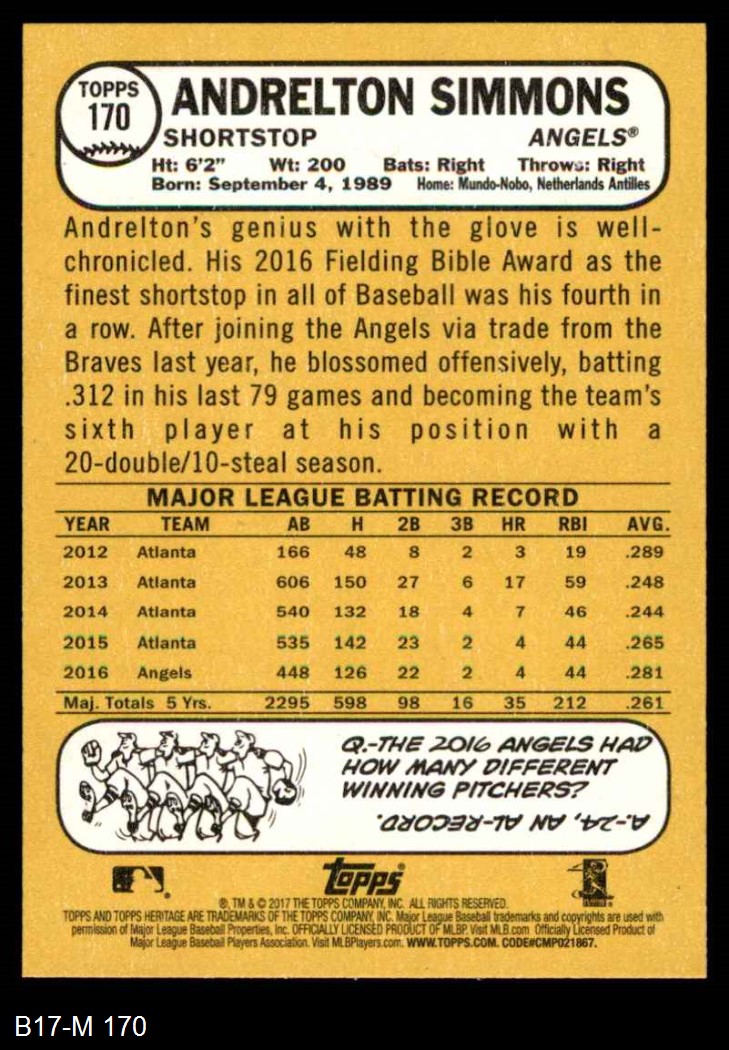 TOPPS
170
ANDRELTON SIMMONS
SHORTSTOP ANGELS®
Ht: 6'2" Wt: 200 Bats: Right Throws: Right
Born: September 4, 1989 Home: Mundo-Nobo, Netherlands Antilles
Andrelton's genius with the glove is well-
chronicled. His 2016 Fielding Bible Award as the
finest shortstop in all of Baseball was his fourth in
a row. After joining the Angels via trade from the
Braves last year, he blossomed offensively, batting
.312 in his last 79 games and becoming the team's
sixth player at his position with a
20-double/10-steal season.
MAJOR LEAGUE BATTING RECORD
YEAR TEAM AB H 2B 3B HR RBI AVG.
2012 Atlanta 166 48 8 2 3 19 .289
2013 Atlanta 606 150 27 6 17 59 .248
2014 Atlanta 540 132 18 4 7 46 .244
2015 Atlanta 535 142 23 2 4 44 .265
2016 Angels 448 126 22 2 4 44 .281
Maj. Totals 5 Yrs. 2295 598 98 16 35 212 .261
Q.-THE 2016 ANGELS HAD
HOW MANY DIFFERENT
WINNING PITCHERS?
A.-24, AN AL-RECORD.
topps®
®, TM & © 2017 THE TOPPS COMPANY, INC. ALL RIGHTS RESERVED.
TOPPS AND TOPPS HERITAGE ARE TRADEMARKS OF THE TOPPS COMPANY, INC. Major League Baseball trademarks and copyrights are used with
permission of Major League Baseball Properties, Inc. OFFICIALLY LICENSED PRODUCT OF MLBP. Visit MLB.com Officially Licensed Product of
Major League Baseball Players Association. Visit MLBPlayers.com. WWW.TOPPS.COM. CODE#CMP021867.
B17-M 170